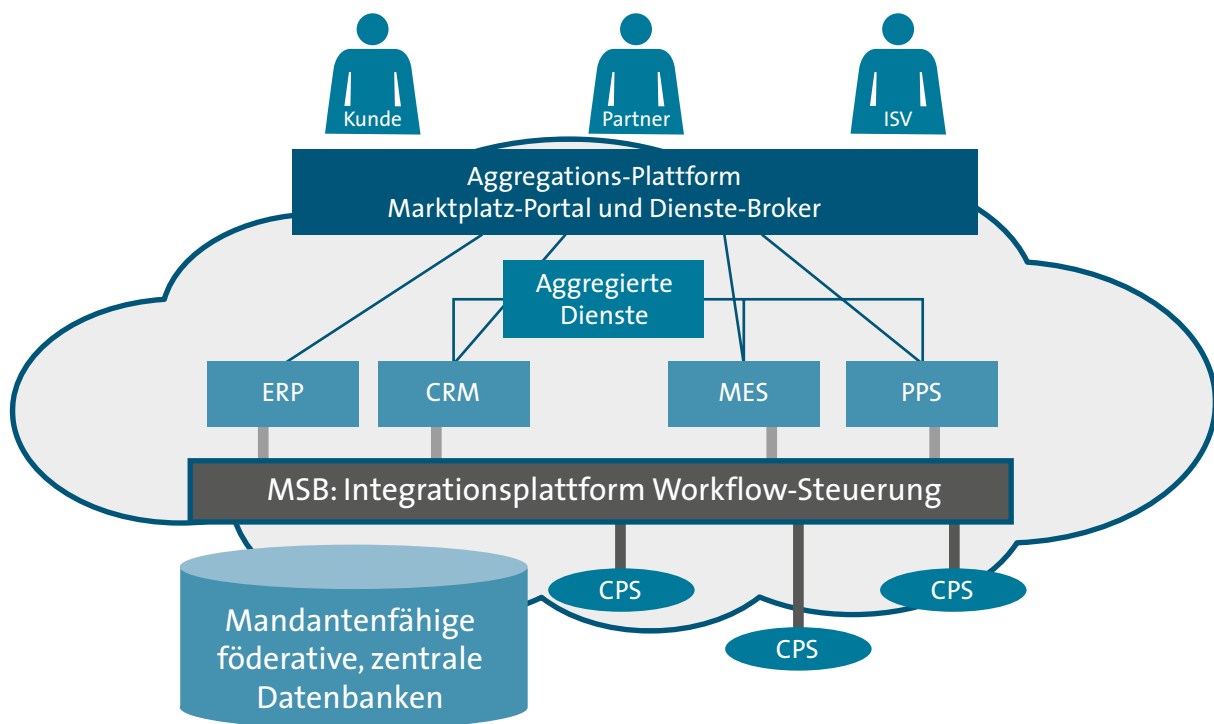 Kunde
Partner
ISV
Aggregations-Plattform
Marktplatz-Portal und Dienste-Broker
Aggregierte
Dienste
ERP
CRM
MES
PPS
MSB: Integrationsplattform Workflow-Steuerung
CPS
CPS
CPS
Mandantenfähige
föderative, zentrale
Datenbanken